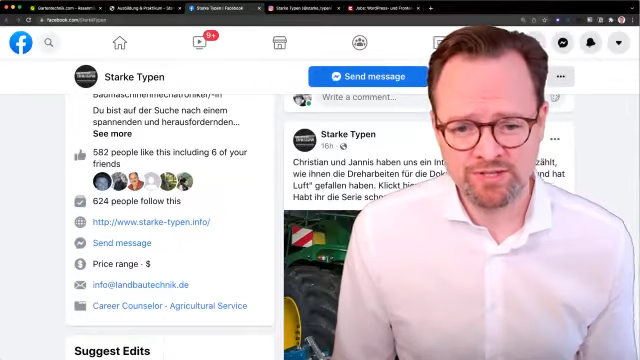 Gartentechnik.com - Assistent
Ausbildung & Praktikum - St
Starke Typen | Facebook
Starke Typen (@starke_typen)
Jobs: WordPress- und Fronte
facebook.com/StarkeTypen
9+
Starke Typen
Send message
Baumaschinenmechatroniker/-in
Du bist auf der Suche nach einem
spannenden und herausfordernden...
See more
582 people like this including 6 of your
friends
624 people follow this
http://www.starke-typen.info/
Send message
Price range · $
info@landbautechnik.de
Career Counselor · Agricultural Service
Suggest Edits
Write a comment...
Starke Typen
16h
Christian und Jannis haben uns ein Int
zählt,
wie ihnen die Dreharbeiten für die Do
und hat
Luft" gefallen haben. Klickt hi
Habt ihr die Serie scho